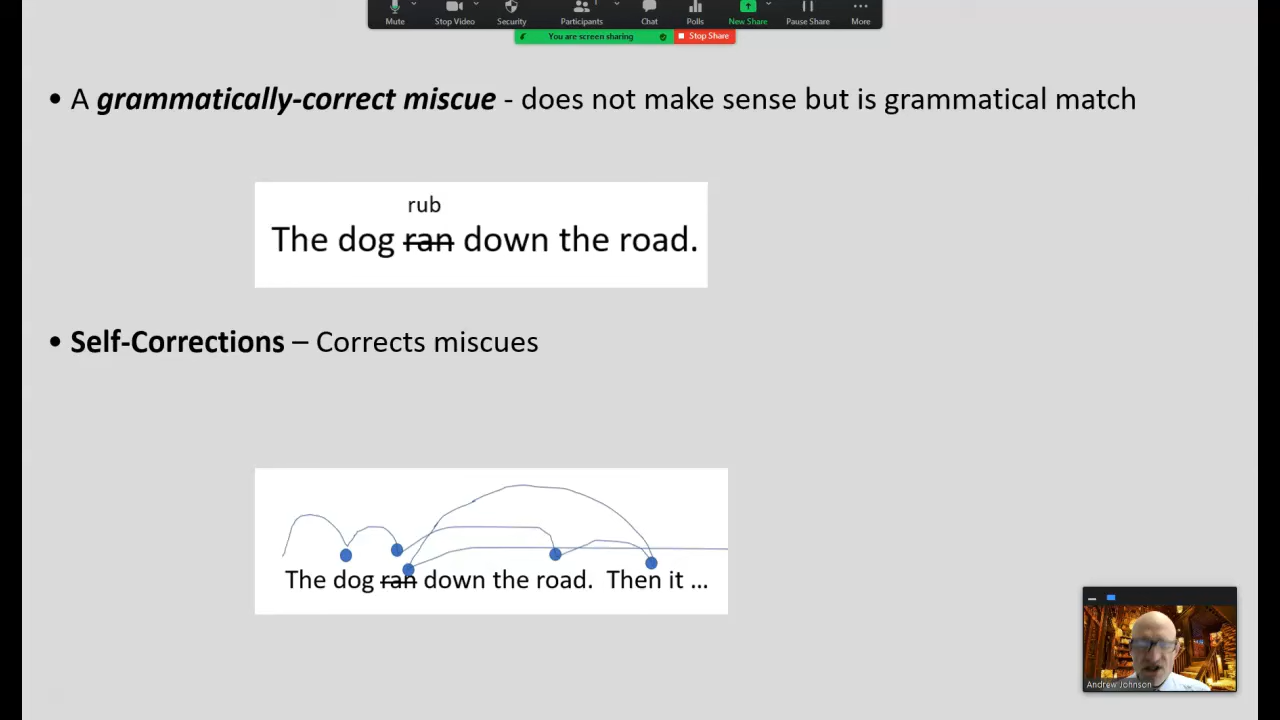 Mute Stop Video Security Participants 1 Chat Polls New Share Pause Share More
You are screen sharing Stop Share
• A grammatically-correct miscue - does not make sense but is grammatical match
rub
The dog ran down the road.
• Self-Corrections – Corrects miscues
The dog ran down the road. Then it ...
Andrew Johnson